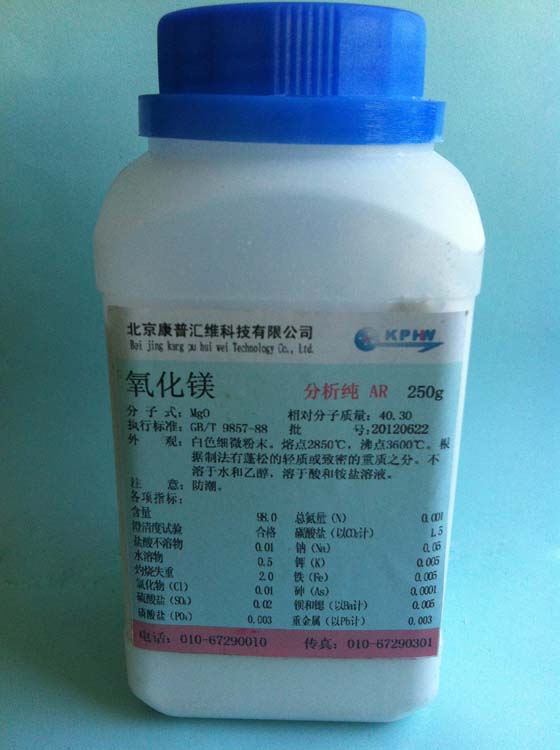 北京康普汇维科技有限公司
Bei jing kang pu hui wei Technology Co., Ltd.
KPHW
氧化镁 分析纯 AR 250g
分 子 式: MgO 相对分子质量: 40.30
执行标准: GB/T 9857-88 批 号:20120622
外 观: 白色细微粉末。熔点2850℃, 沸点3600℃。根
据制法有蓬松的轻质或致密的重质之分。不
溶于水和乙醇, 溶于酸和铵盐溶液。
注 意: 防潮。
各项指标:
含量 98.0 总氮量 (N) 0.001
澄清度试验 合格 碳酸盐 (以CO₂计) 1.5
盐酸不溶物 0.01 钠 (Na) 0.05
水溶物 0.5 钾 (K) 0.005
灼烧失重 2.0 铁 (Fe) 0.005
氯化物 (Cl) 0.01 砷 (As) 0.0001
硫酸盐 (SO₄) 0.02 钡和锶 (以Ba计) 0.005
磷酸盐 (PO₄) 0.003 重金属 (以Pb计) 0.003
电话: 010-67290010 传真: 010-67290301